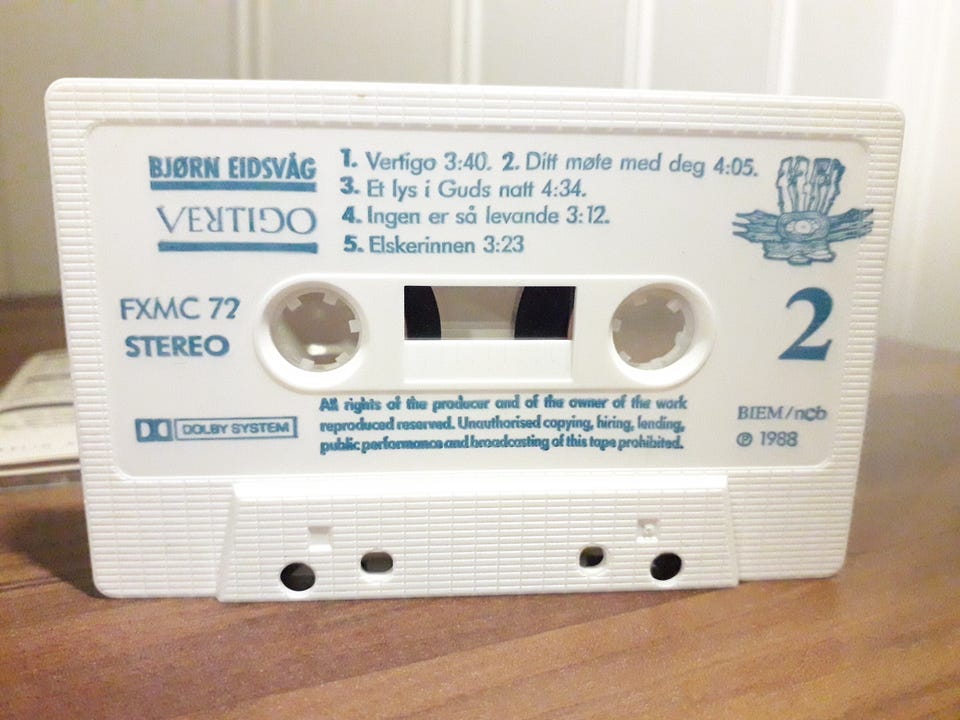 BJØRN EIDSVÅG
VERTIGO
1. Vertigo 3:40. 2. Ditt møte med deg 4:05.
3. Et lys i Guds natt 4:34.
4. Ingen er så levande 3:12.
5. Elskerinnen 3:23
FXMC 72
STEREO
2
DOLBY SYSTEM
All rights of the producer and of the owner of the work
reproduced reserved. Unauthorised copying, hiring, lending,
public performance and broadcasting of this tape prohibited.
BIEM/ncb
℗ 1988